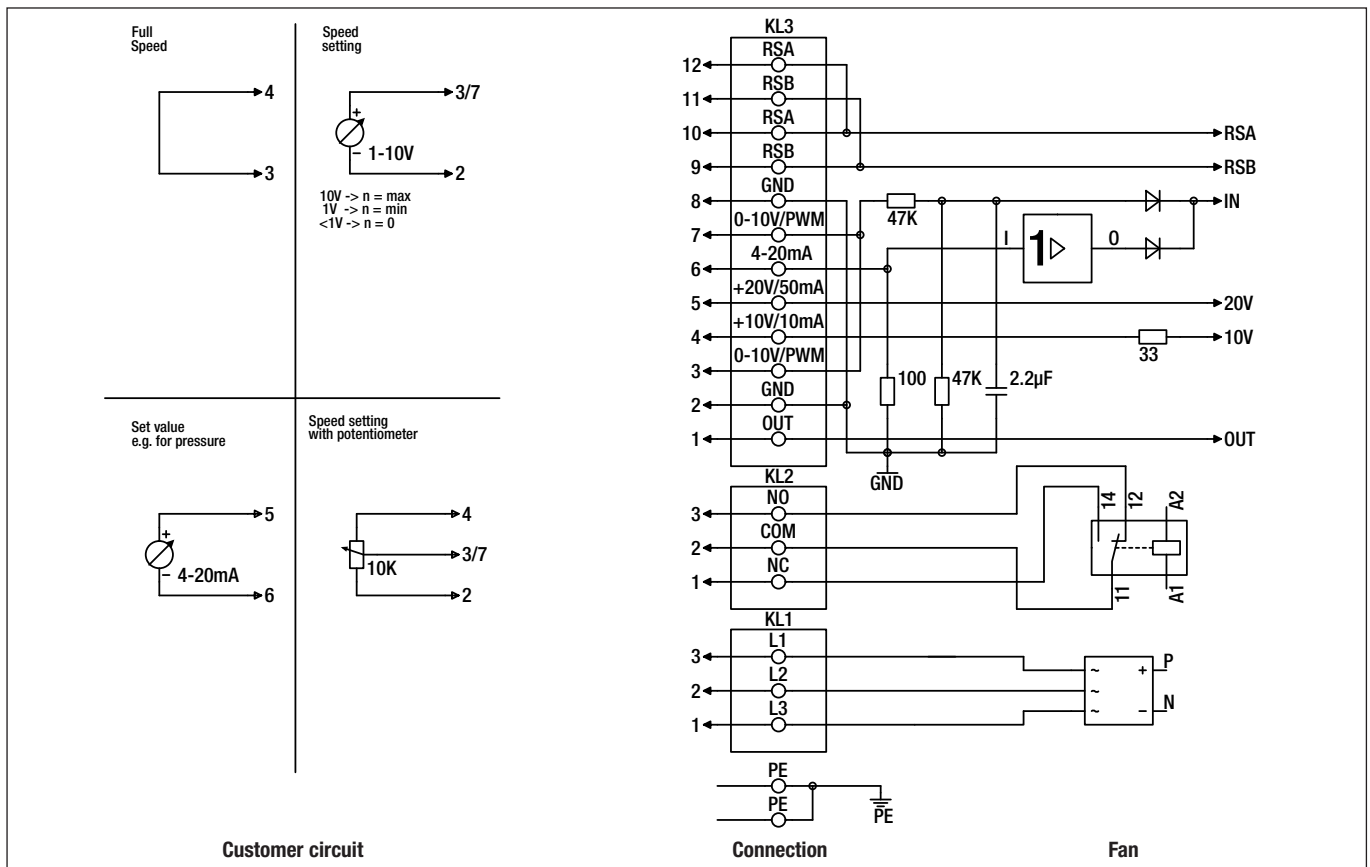 Full
Speed
4
3
Speed
setting
3/7
+
1-10V
−
2
10V -> n = max
1V -> n = min
<1V -> n = 0
Set value
e.g. for pressure
5
+
4-20mA
−
6
Speed setting
with potentiometer
4
3/7
10K
2
Customer circuit
KL3
12 RSA
11 RSB
10 RSA RSA
9 RSB RSB
8 GND
47K IN
7 0-10V/PWM
I 1 O
6 4-20mA
5 +20V/50mA 20V
4 +10V/10mA 33 10V
3 0-10V/PWM
100 47K 2.2µF
2 GND
1 OUT OUT
GND
KL2
3 NO
2 COM
1 NC
14 12 A2
11 A1
KL1
3 L1
2 L2
1 L3
~ + P
~
~ − N
PE
PE
PE
Connection
Fan